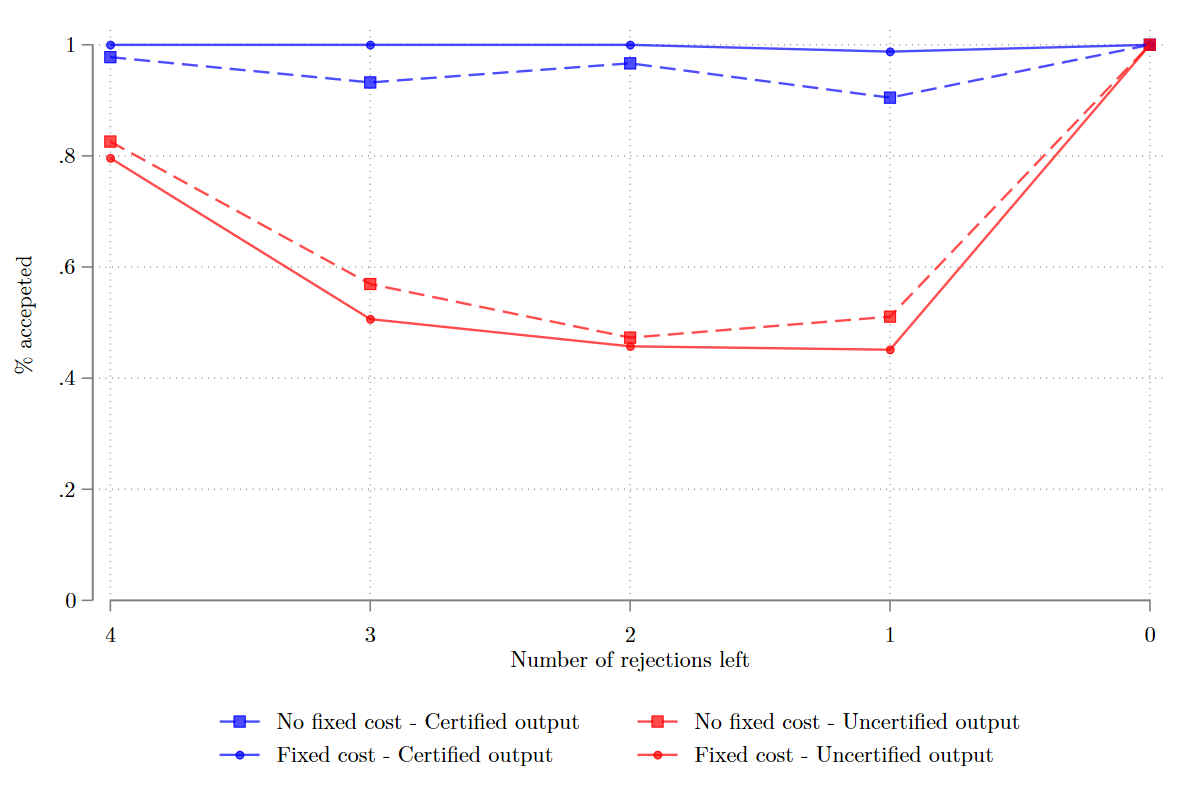 1
.8
.6
.4
.2
0
% accepeted
4 3 2 1 0
Number of rejections left
No fixed cost - Certified output No fixed cost - Uncertified output
Fixed cost - Certified output Fixed cost - Uncertified output